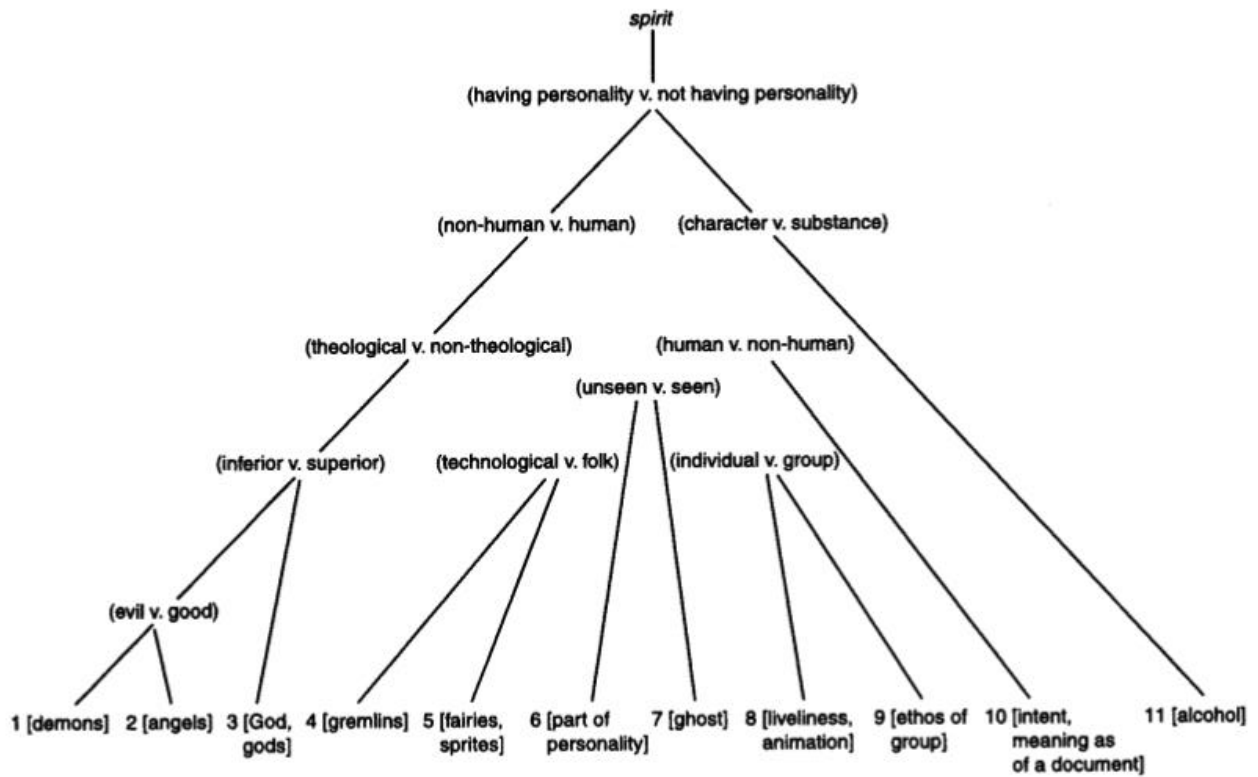 spirit
(having personality v. not having personality)
(non-human v. human)
(character v. substance)
(theological v. non-theological)
(human v. non-human)
(unseen v. seen)
(inferior v. superior)
(technological v. folk)
(individual v. group)
(evil v. good)
1 [demons]
2 [angels]
3 [God,
gods]
4 [gremlins]
5 [fairies,
sprites]
6 [part of
personality]
7 [ghost]
8 [liveliness,
animation]
9 [ethos of
group]
10 [intent,
meaning as
of a document]
11 [alcohol]